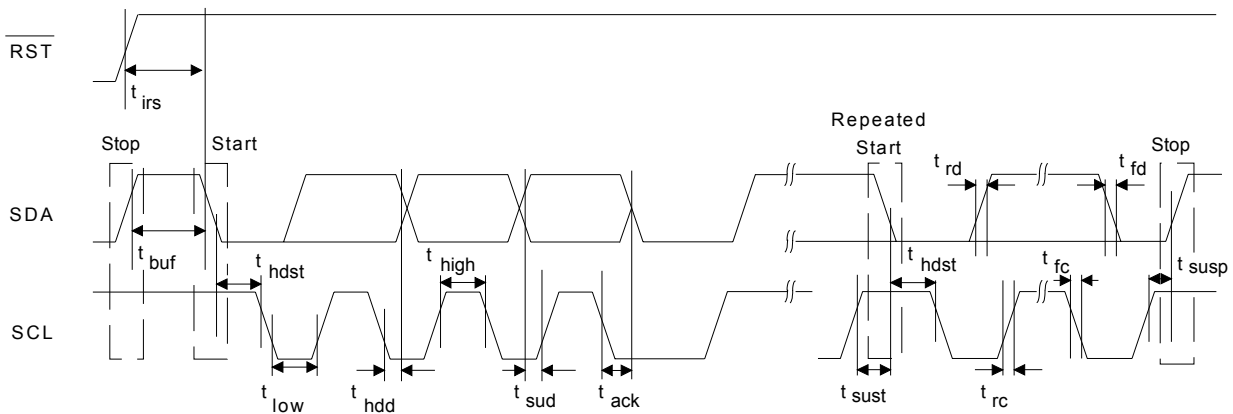 RST
t irs
Repeated
Stop Start Start Stop
t rd t fd
SDA
t buf t hdst t high t hdst t fc t susp
SCL
t low t hdd t sud t ack t sust t rc